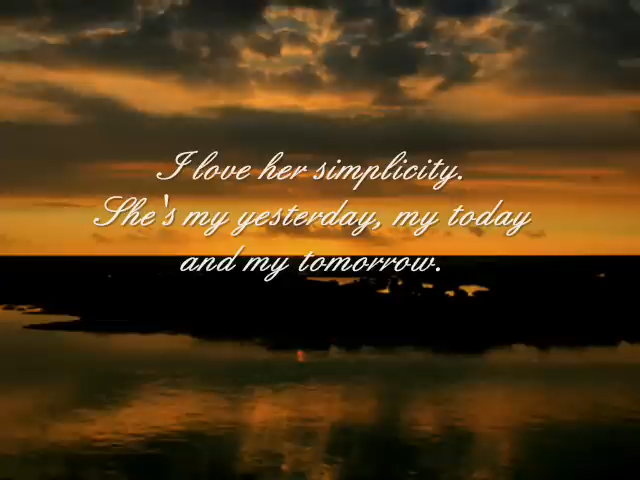 I love her simplicity.
She's my yesterday, my today
and my tomorrow.